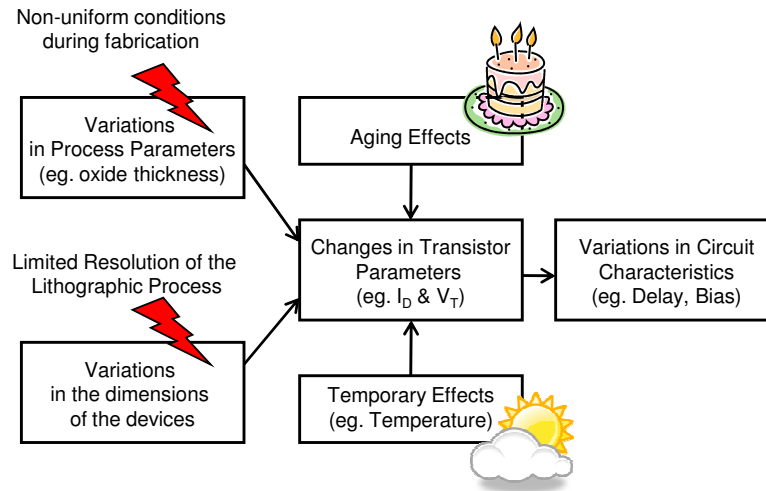 Non-uniform conditions
during fabrication
Variations
in Process Parameters
(eg. oxide thickness)
Aging Effects
Limited Resolution of the
Lithographic Process
Changes in Transistor
Parameters
(eg. I_D & V_T)
Variations in Circuit
Characteristics
(eg. Delay, Bias)
Variations
in the dimensions
of the devices
Temporary Effects
(eg. Temperature)